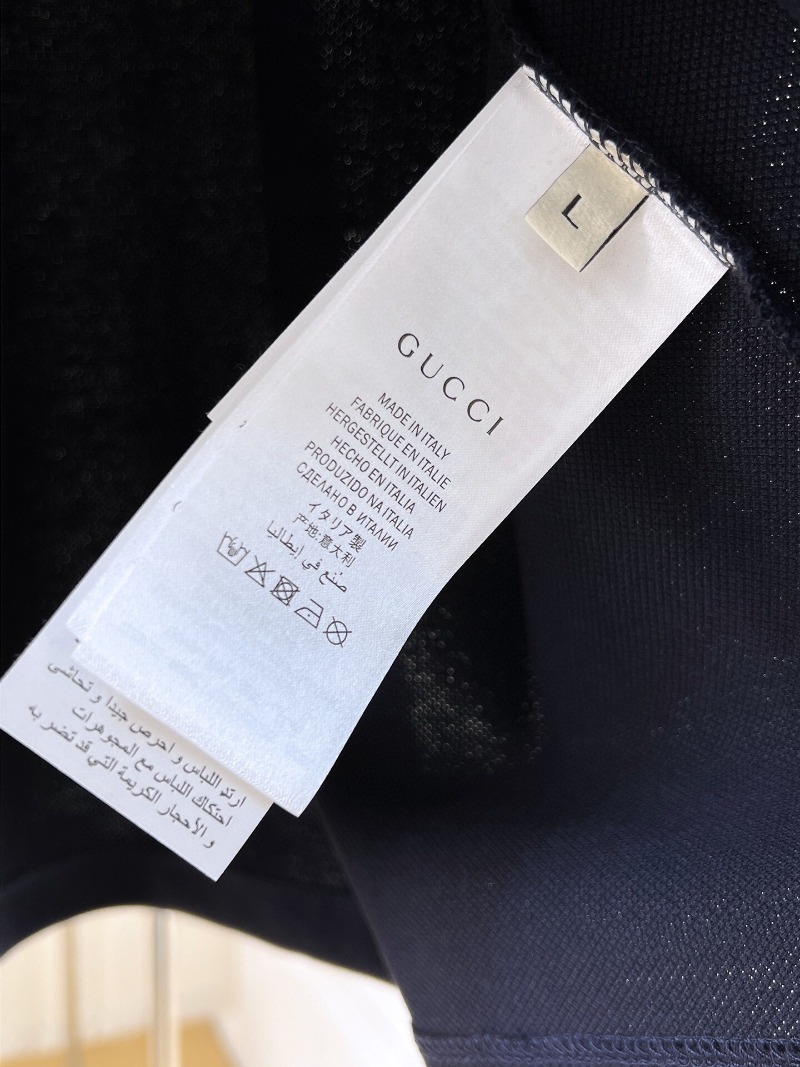 L
GUCCI
MADE IN ITALY
FABRIQUE EN ITALIE
HERGESTELLT IN ITALIEN
HECHO EN ITALIA
PRODUZIDO NA ITALIA
СДЕЛАНО В ИТАЛИИ
イタリア製
产地:意大利
صنع في إيطاليا
ارتد اللباس و احرص جيدا و تحاشى
احتكاك اللباس مع المجوهرات
و الأحجار الكريمة التي قد تضر به